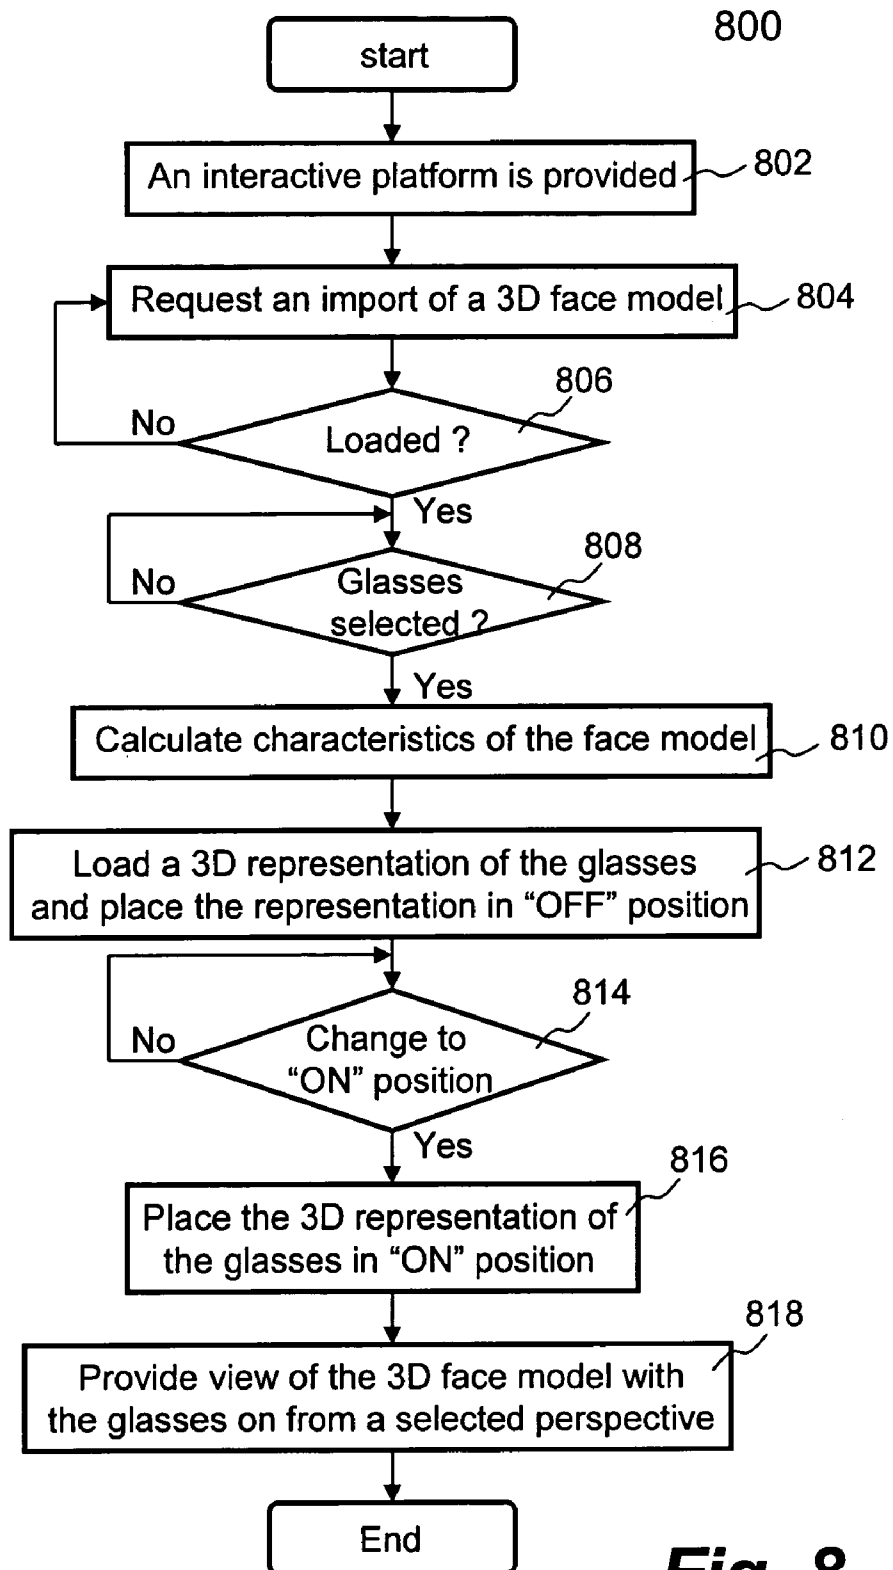 800
start
An interactive platform is provided
802
Request an import of a 3D face model
804
806
Loaded ?
No
Yes
808
Glasses
selected ?
No
Yes
Calculate characteristics of the face model
810
Load a 3D representation of the glasses
and place the representation in “OFF” position
812
814
Change to
“ON” position
No
Yes
816
Place the 3D representation of
the glasses in “ON” position
818
Provide view of the 3D face model with
the glasses on from a selected perspective
End
Fig. 8